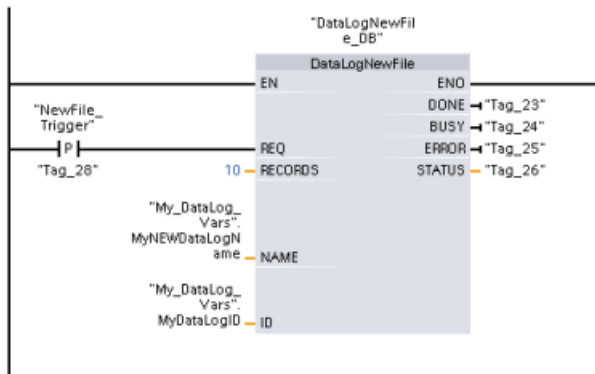 "DataLogNewFil
e_DB"
DataLogNewFile
EN ENO
"NewFile_
Trigger"
DONE "Tag_23"
BUSY "Tag_24"
P REQ ERROR "Tag_25"
"Tag_28" 10 RECORDS STATUS "Tag_26"
"My_DataLog_
Vars".
MyNEWDataLogN
ame NAME
"My_DataLog_
Vars".
MyDataLogID ID